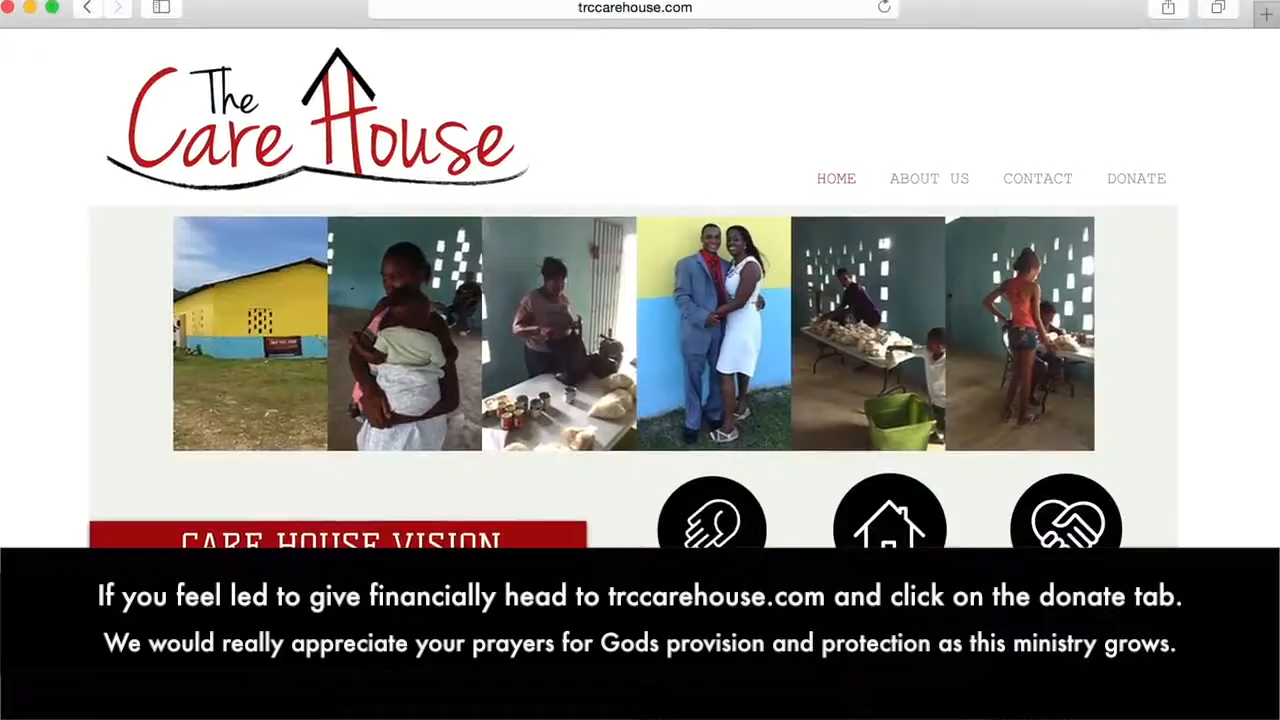 trccarehouse.com
The
Care House
HOME ABOUT US CONTACT DONATE
CARE HOUSE VISION
If you feel led to give financially head to trccarehouse.com and click on the donate tab.
We would really appreciate your prayers for Gods provision and protection as this ministry grows.